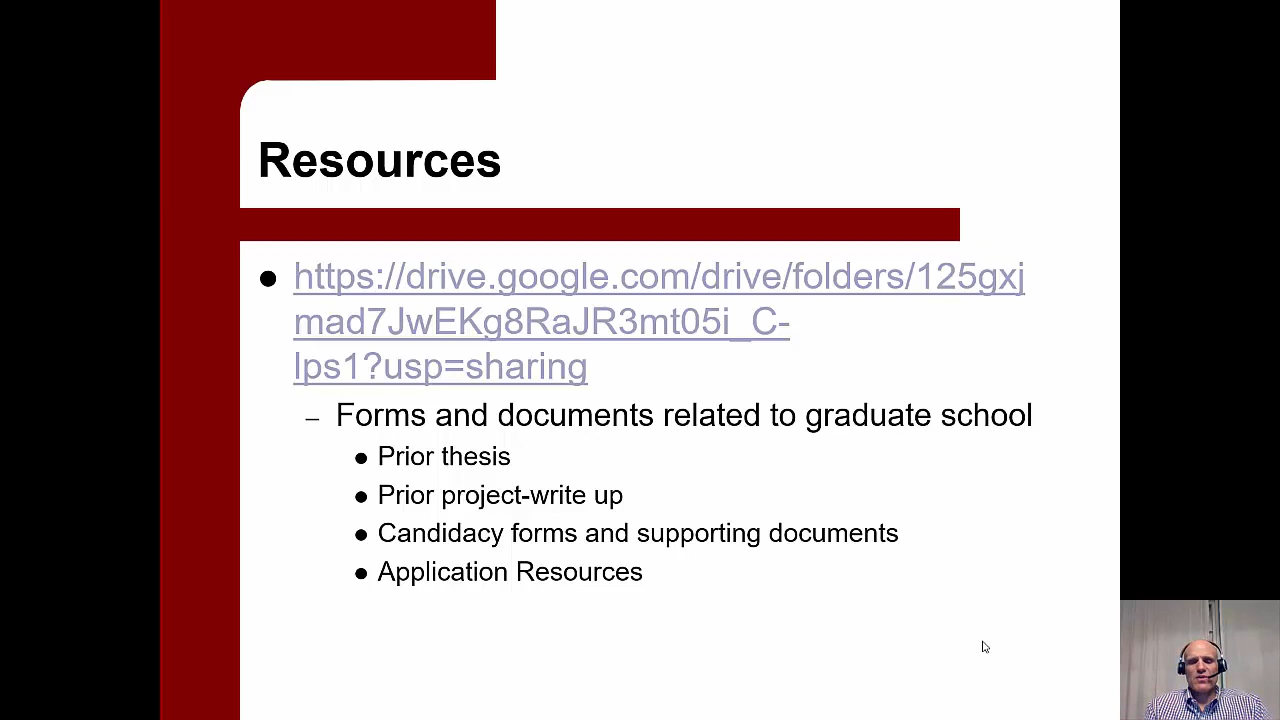 Resources
https://drive.google.com/drive/folders/125gxj
mad7JwEKg8RaJR3mt05i_C-
lps1?usp=sharing
– Forms and documents related to graduate school
● Prior thesis
● Prior project-write up
● Candidacy forms and supporting documents
● Application Resources